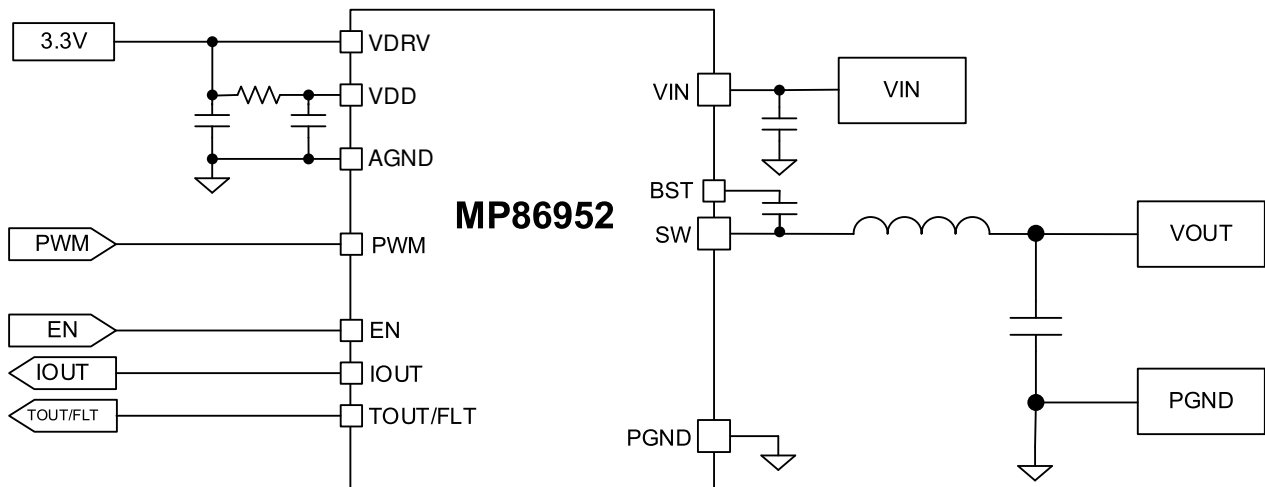 3.3V
VDRV
VDD
AGND
PWM
PWM
EN
EN
IOUT
IOUT
TOUT/FLT
TOUT/FLT
MP86952
VIN
VIN
BST
SW
VOUT
PGND
PGND